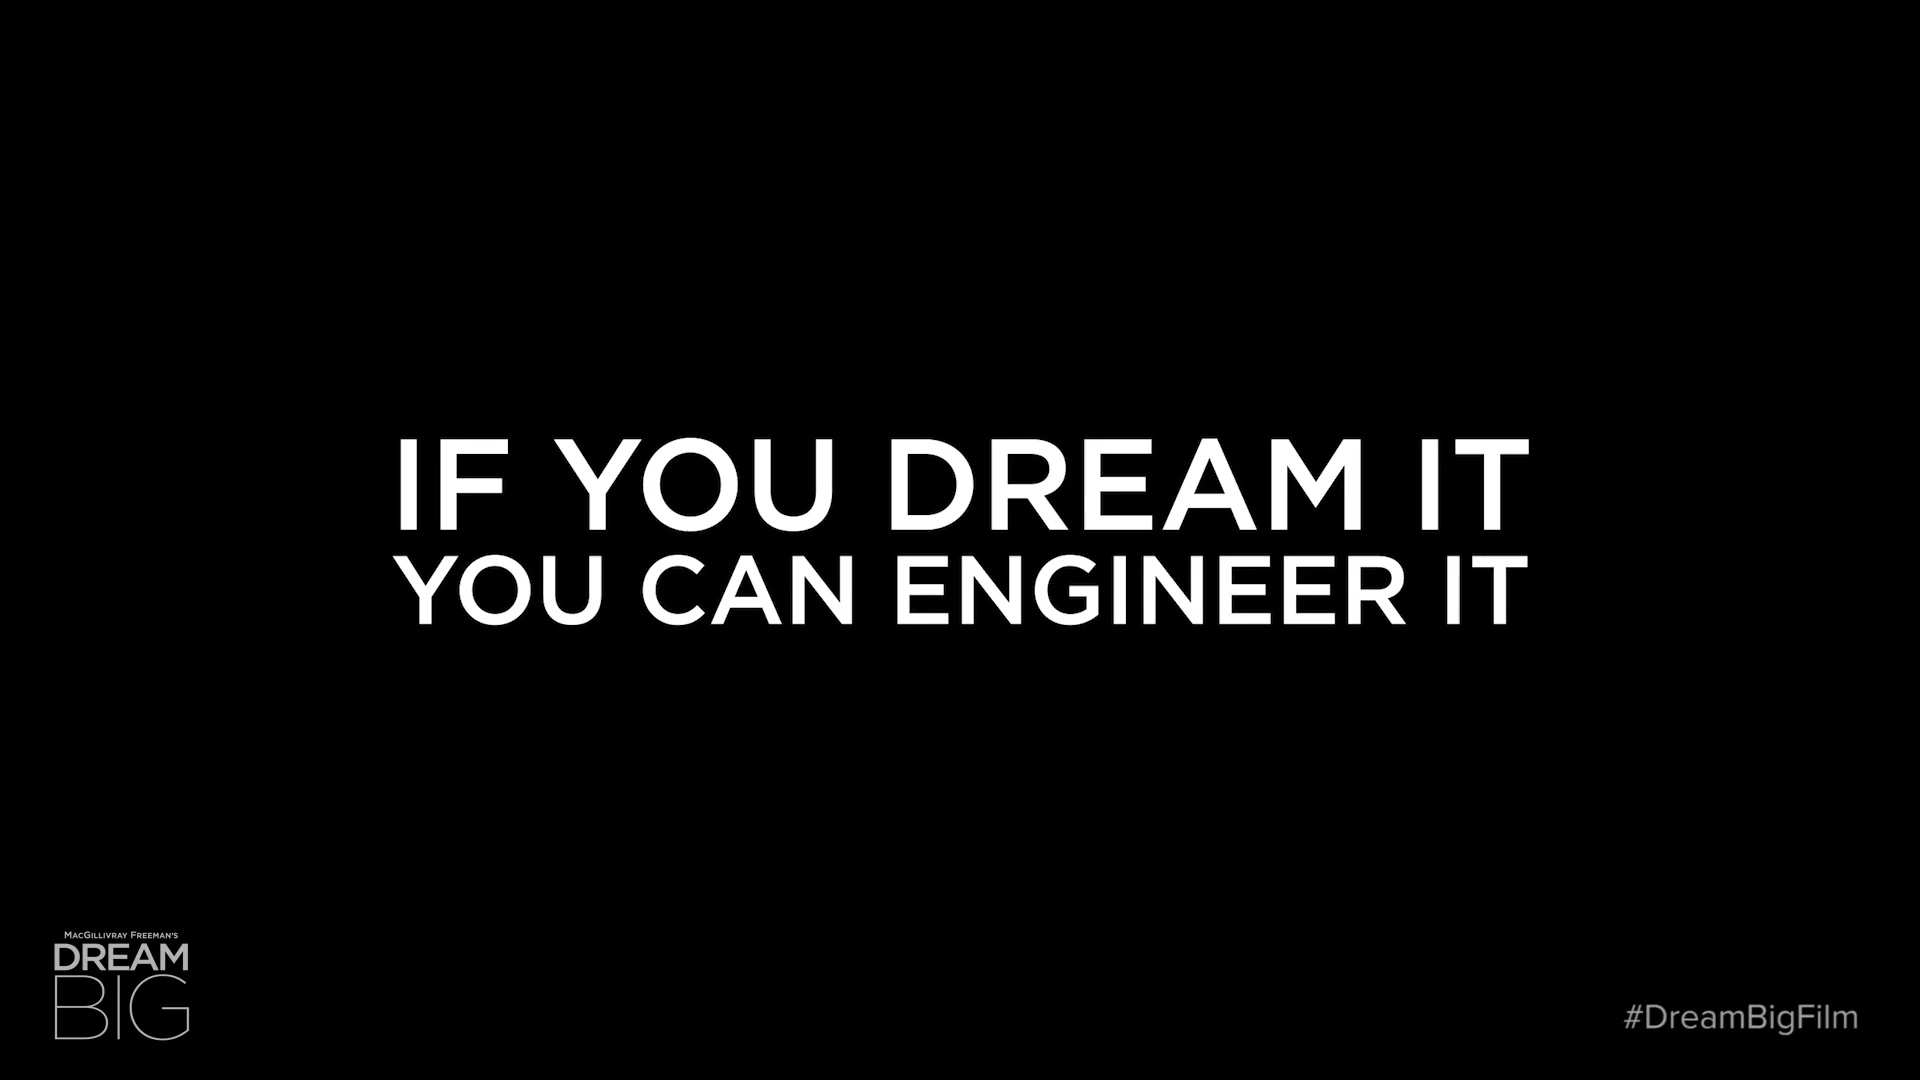 IF YOU DREAM IT
YOU CAN ENGINEER IT
MACGILLIVRAY FREEMAN'S
DREAM
BIG
#DreamBigFilm